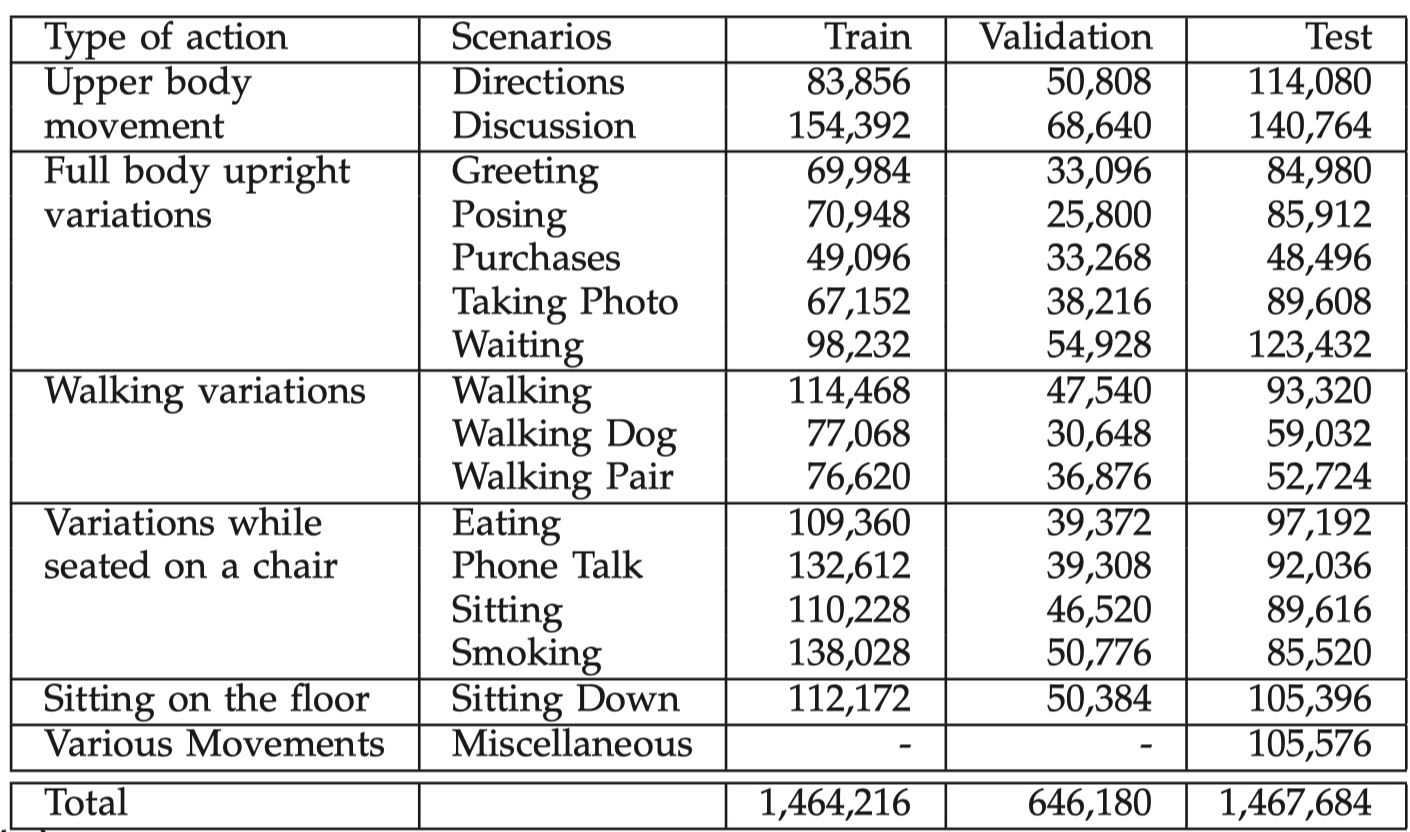 Type of action Scenarios Train Validation Test
Upper body Directions 83,856 50,808 114,080
movement Discussion 154,392 68,640 140,764
Full body upright Greeting 69,984 33,096 84,980
variations Posing 70,948 25,800 85,912
Purchases 49,096 33,268 48,496
Taking Photo 67,152 38,216 89,608
Waiting 98,232 54,928 123,432
Walking variations Walking 114,468 47,540 93,320
Walking Dog 77,068 30,648 59,032
Walking Pair 76,620 36,876 52,724
Variations while Eating 109,360 39,372 97,192
seated on a chair Phone Talk 132,612 39,308 92,036
Sitting 110,228 46,520 89,616
Smoking 138,028 50,776 85,520
Sitting on the floor Sitting Down 112,172 50,384 105,396
Various Movements Miscellaneous - - 105,576
Total 1,464,216 646,180 1,467,684